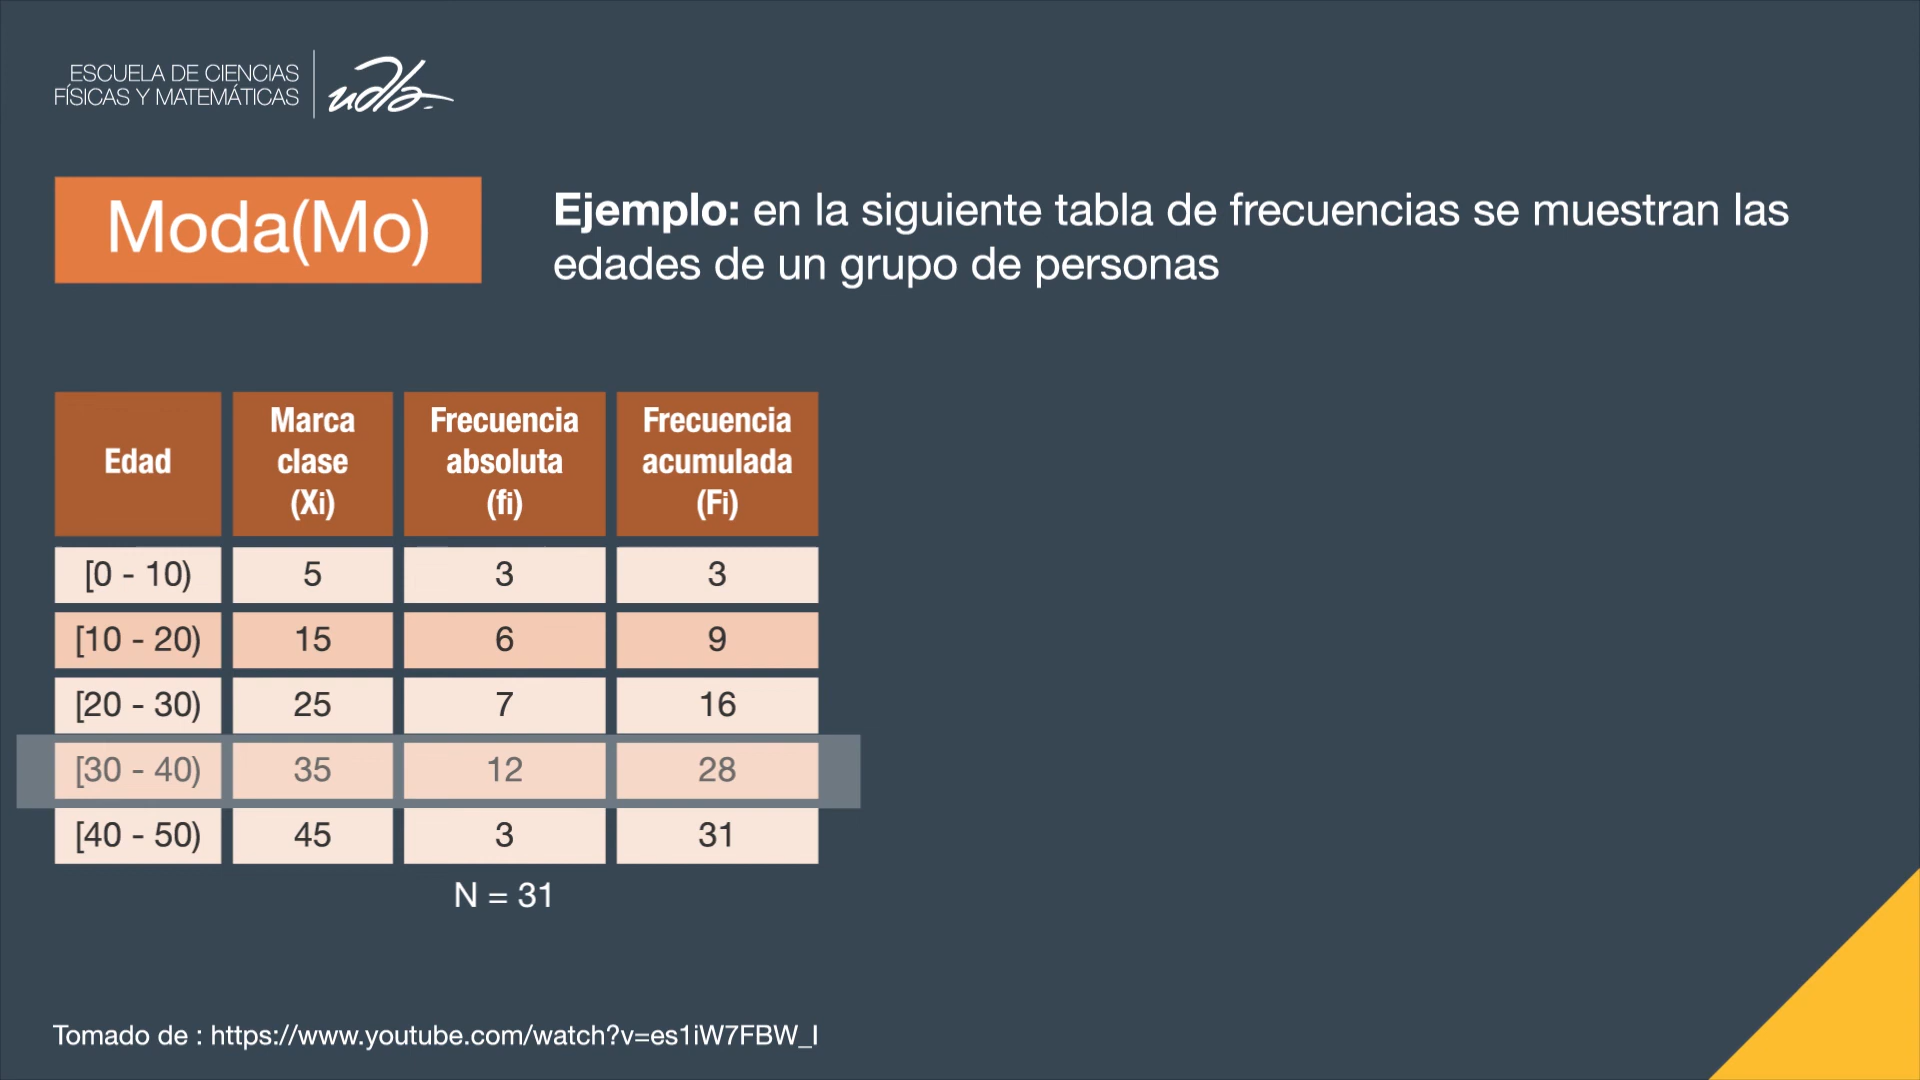 ESCUELA DE CIENCIAS
FÍSICAS Y MATEMÁTICAS
udla
Moda(Mo)
Ejemplo: en la siguiente tabla de frecuencias se muestran las
edades de un grupo de personas
Edad Marca clase (Xi) Frecuencia absoluta (fi) Frecuencia acumulada (Fi)
[0 - 10) 5 3 3
[10 - 20) 15 6 9
[20 - 30) 25 7 16
[30 - 40) 35 12 28
[40 - 50) 45 3 31
N = 31
Tomado de : https://www.youtube.com/watch?v=es1iW7FBW_I